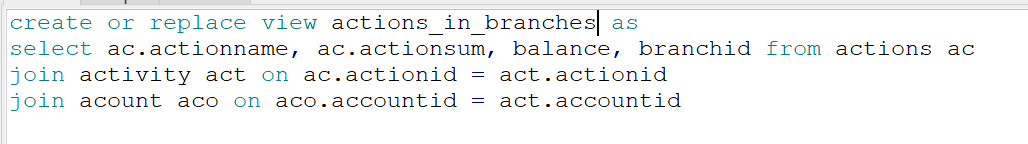 create or replace view actions_in_branches as
select ac.actionname, ac.actionsum, balance, branchid from actions ac
join activity act on ac.actionid = act.actionid
join acount aco on aco.accountid = act.accountid